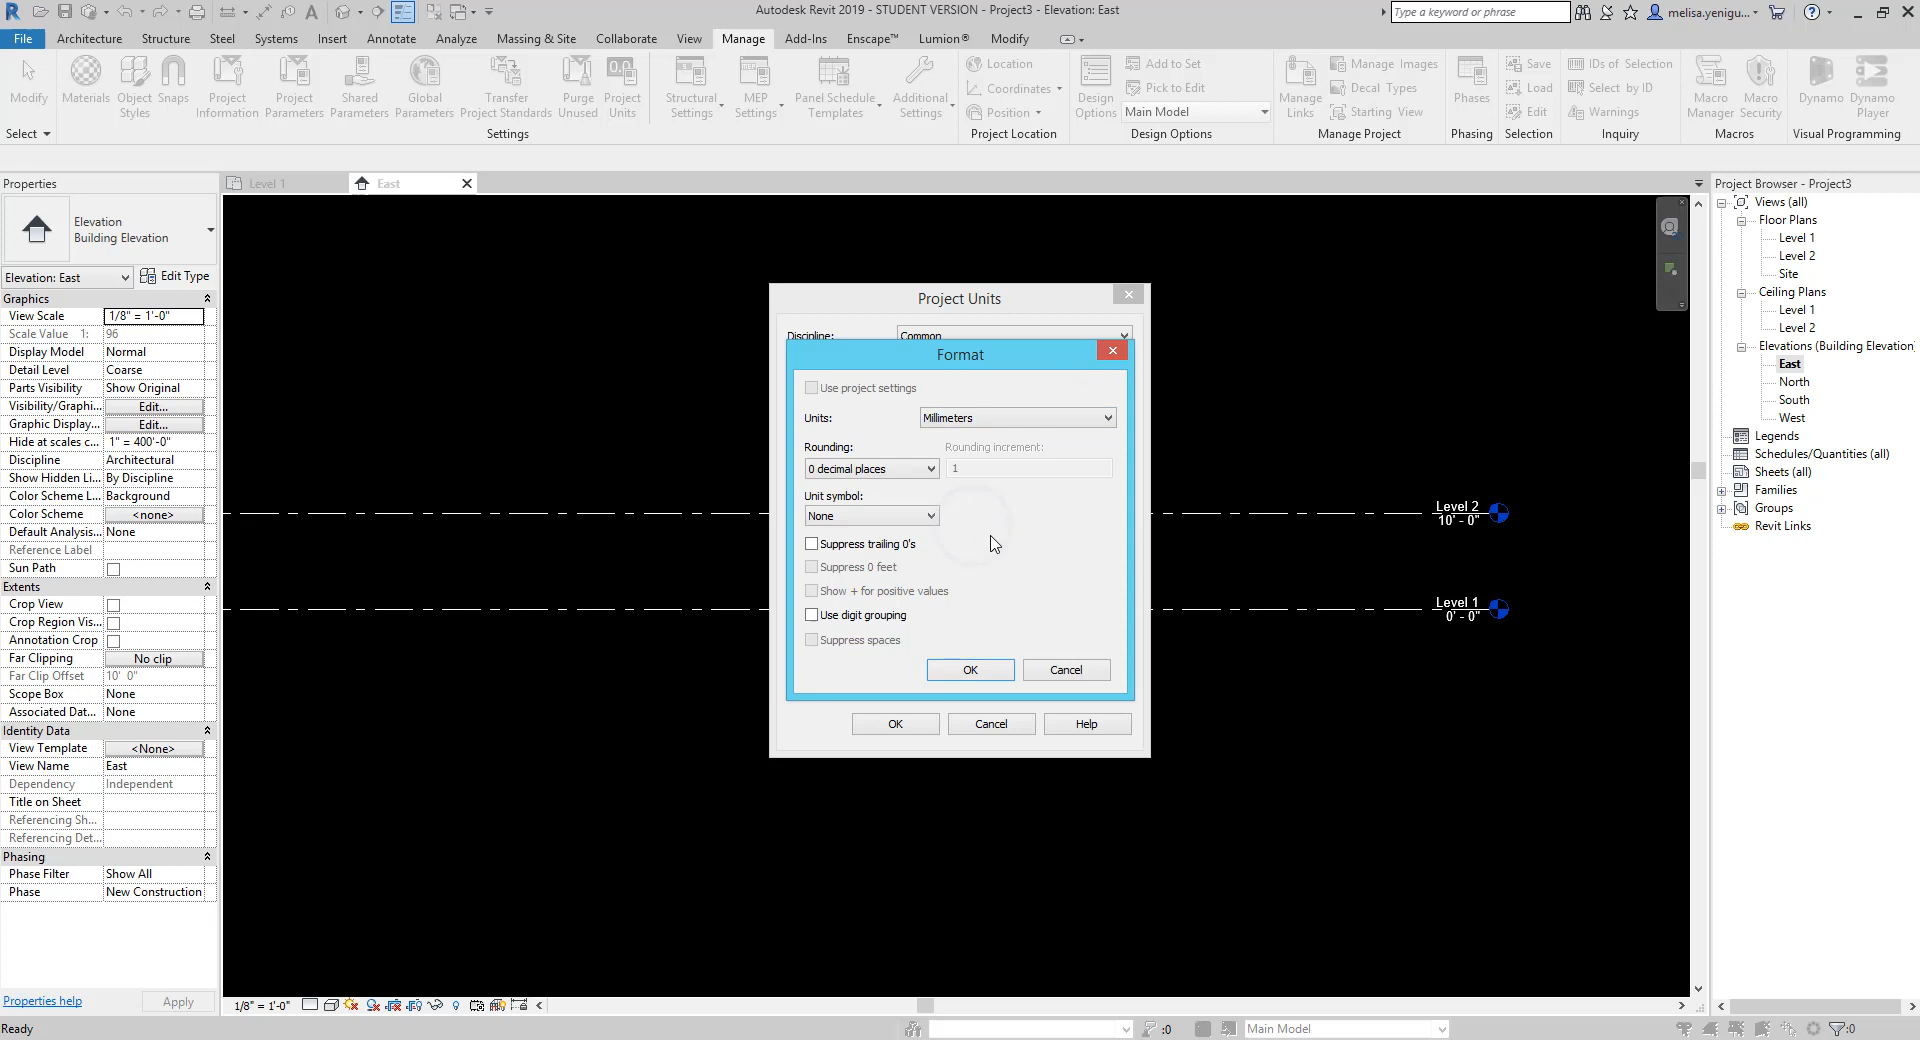 Autodesk Revit 2019 - STUDENT VERSION - Project3 - Elevation: East
Type a keyword or phrase
melisa.yenigu...
File Architecture Structure Steel Systems Insert Annotate Analyze Massing & Site Collaborate View Manage Add-Ins Enscape™ Lumion® Modify
Modify
Materials
Object Styles
Snaps
Project Information
Project Parameters
Shared Parameters
Global Parameters
Transfer Project Standards
Purge Unused
Project Units
Structural Settings
MEP Settings
Panel Schedule Templates
Additional Settings
Location
Coordinates
Position
Design Options
Add to Set
Pick to Edit
Main Model
Manage Links
Manage Images
Decal Types
Starting View
Phases
Save
Load
Edit
IDs of Selection
Select by ID
Warnings
Macro Manager
Macro Security
Dynamo
Dynamo Player
Select
Settings
Project Location
Design Options
Manage Project
Phasing
Selection
Inquiry
Macros
Visual Programming
Properties
Elevation
Building Elevation
Elevation: East
Edit Type
Graphics
View Scale 1/8" = 1'-0"
Scale Value 1: 96
Display Model Normal
Detail Level Coarse
Parts Visibility Show Original
Visibility/Graphi... Edit...
Graphic Display... Edit...
Hide at scales c... 1" = 400'-0"
Discipline Architectural
Show Hidden Li... By Discipline
Color Scheme L... Background
Color Scheme <none>
Default Analysis... None
Reference Label
Sun Path
Extents
Crop View
Crop Region Vis...
Annotation Crop
Far Clipping No clip
Far Clip Offset 10' 0"
Scope Box None
Associated Dat... None
Identity Data
View Template <None>
View Name East
Dependency Independent
Title on Sheet
Referencing Sh...
Referencing Det...
Phasing
Phase Filter Show All
Phase New Construction
Properties help
Apply
Level 1
East
Project Units
Discipline: Common
Format
Use project settings
Units: Millimeters
Rounding: Rounding increment:
0 decimal places 1
Unit symbol:
None
Suppress trailing 0's
Suppress 0 feet
Show + for positive values
Use digit grouping
Suppress spaces
OK Cancel
OK Cancel Help
Level 2
10' - 0"
Level 1
0' - 0"
Project Browser - Project3
Views (all)
Floor Plans
Level 1
Level 2
Site
Ceiling Plans
Level 1
Level 2
Elevations (Building Elevation)
East
North
South
West
Legends
Schedules/Quantities (all)
Sheets (all)
Families
Groups
Revit Links
1/8" = 1'-0"
Ready
:0
Main Model
:0